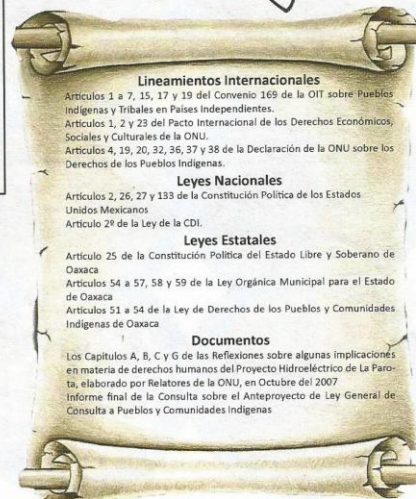 Lineamientos Internacionales
Artículos 1 a 7, 15, 17 y 19 del Convenio 169 de la OIT sobre Pueblos
Indígenas y Tribales en Países Independientes.
Artículos 1, 2 y 23 del Pacto Internacional de los Derechos Económicos,
Sociales y Culturales de la ONU.
Artículos 4, 19, 20, 32, 36, 37 y 38 de la Declaración de la ONU sobre los
Derechos de los Pueblos Indígenas.
Leyes Nacionales
Artículos 2, 26, 27 y 133 de la Constitución Política de los Estados
Unidos Mexicanos
Artículo 2º de la Ley de la CDI.
Leyes Estatales
Artículo 25 de la Constitución Política del Estado Libre y Soberano de
Oaxaca
Artículos 54 a 57, 58 y 59 de la Ley Orgánica Municipal para el Estado
de Oaxaca
Artículos 51 a 54 de la Ley de Derechos de los Pueblos y Comunidades
Indígenas de Oaxaca
Documentos
Los Capítulos A, B, C y G de las Reflexiones sobre algunas implicaciones
en materia de derechos humanos del Proyecto Hidroeléctrico de La Paro-
ta, elaborado por Relatores de la ONU, en Octubre del 2007
Informe final de la Consulta sobre el Anteproyecto de Ley General de
Consulta a Pueblos y Comunidades Indígenas